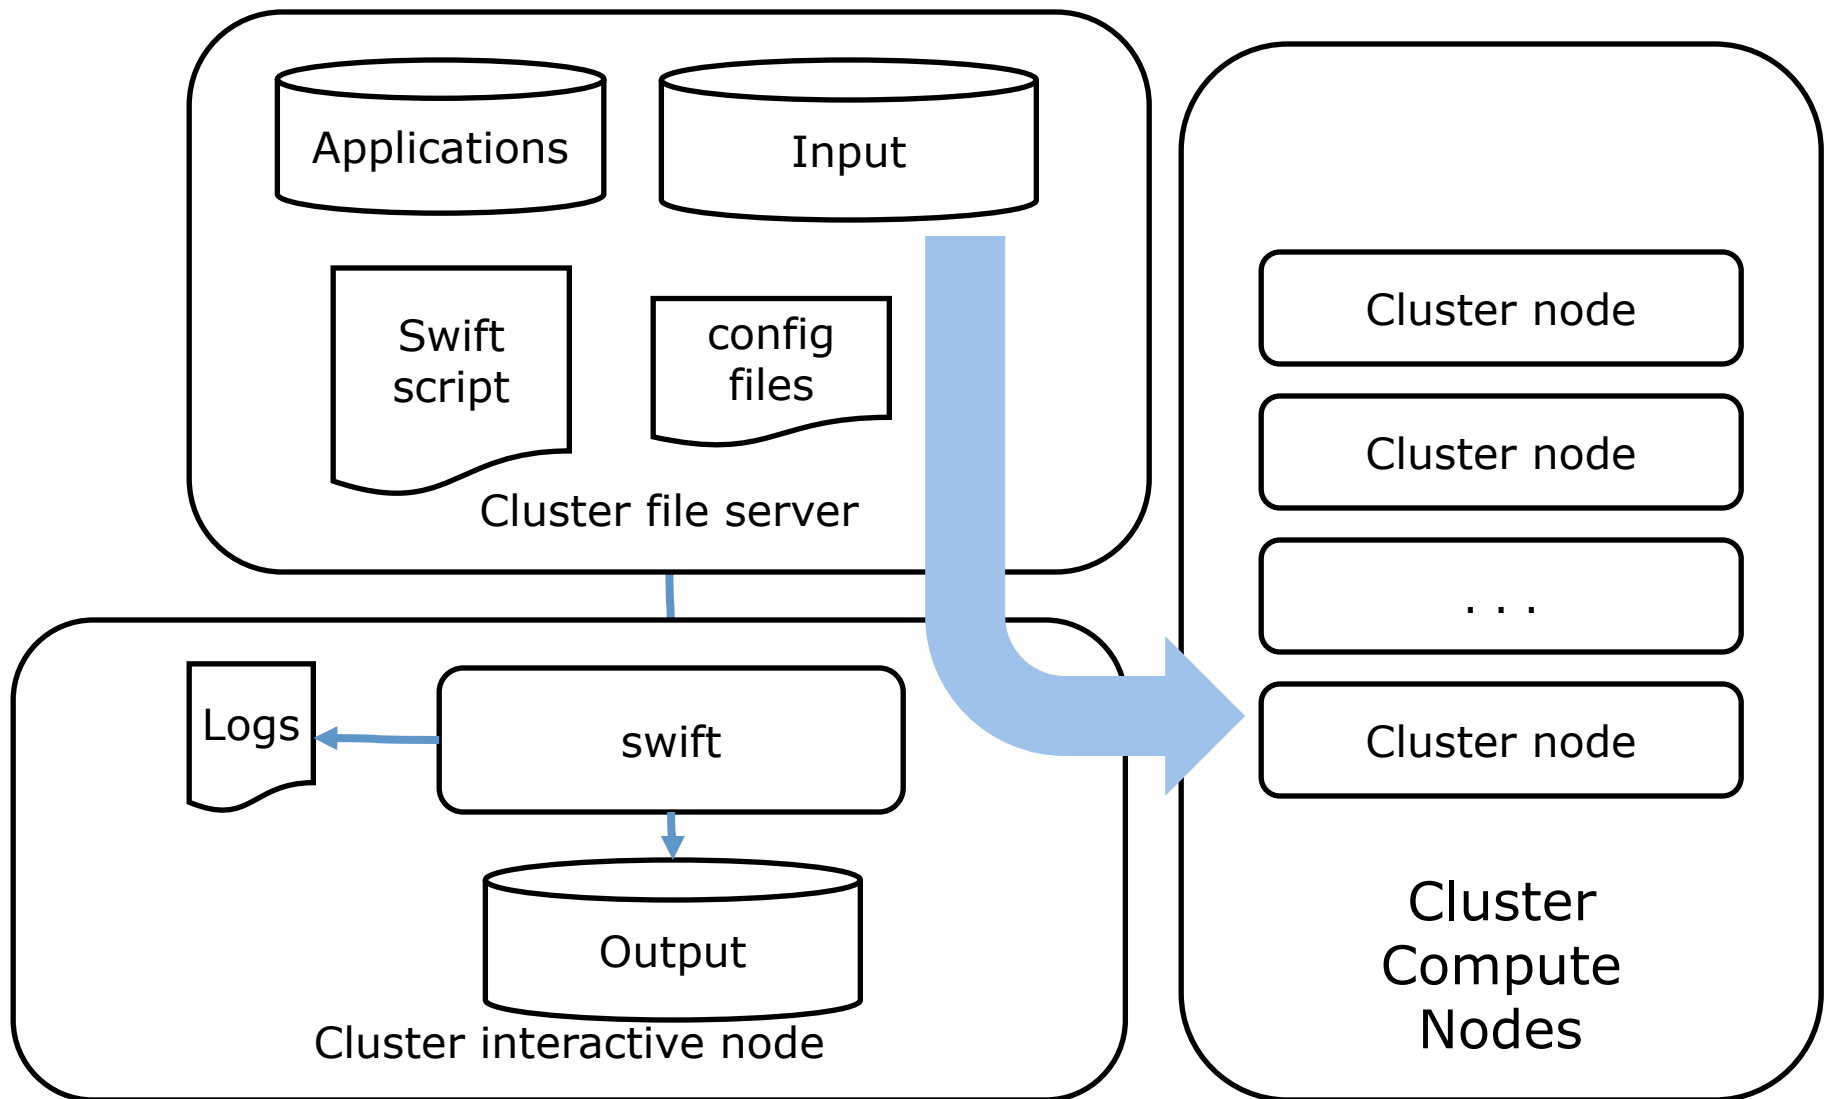 Applications
Input
Swift
script
config
files
Cluster file server
Logs
swift
Output
Cluster interactive node
Cluster node
Cluster node
. . .
Cluster node
Cluster
Compute
Nodes